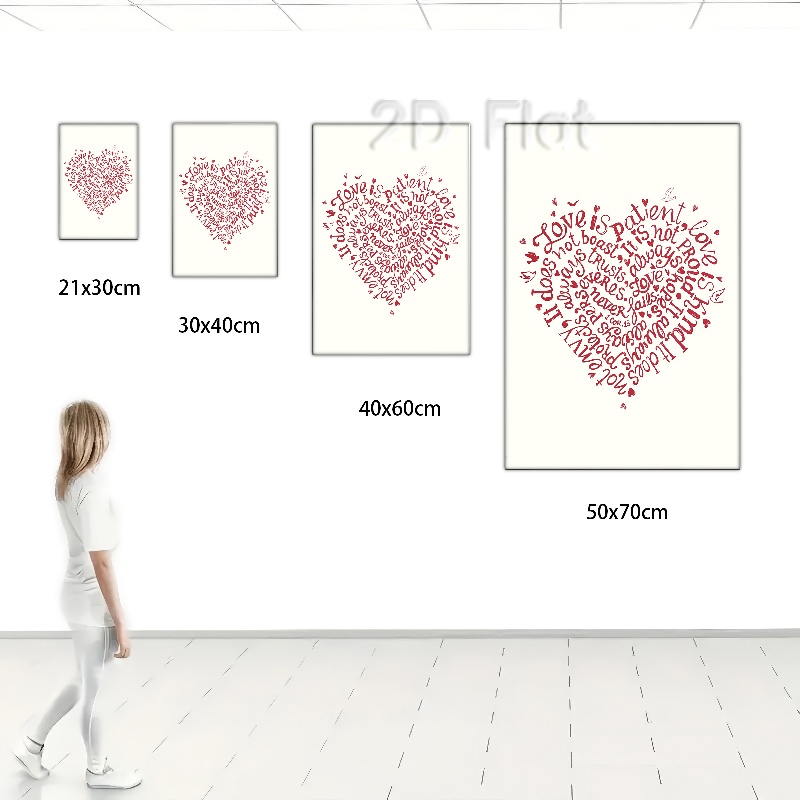 2D Flat
21x30cm
30x40cm
40x60cm
50x70cm
Love is patient, love is kind. It does not envy, it does not boast, it is not proud.
always protects
always trusts
always hopes
perseveres.
Love never fails